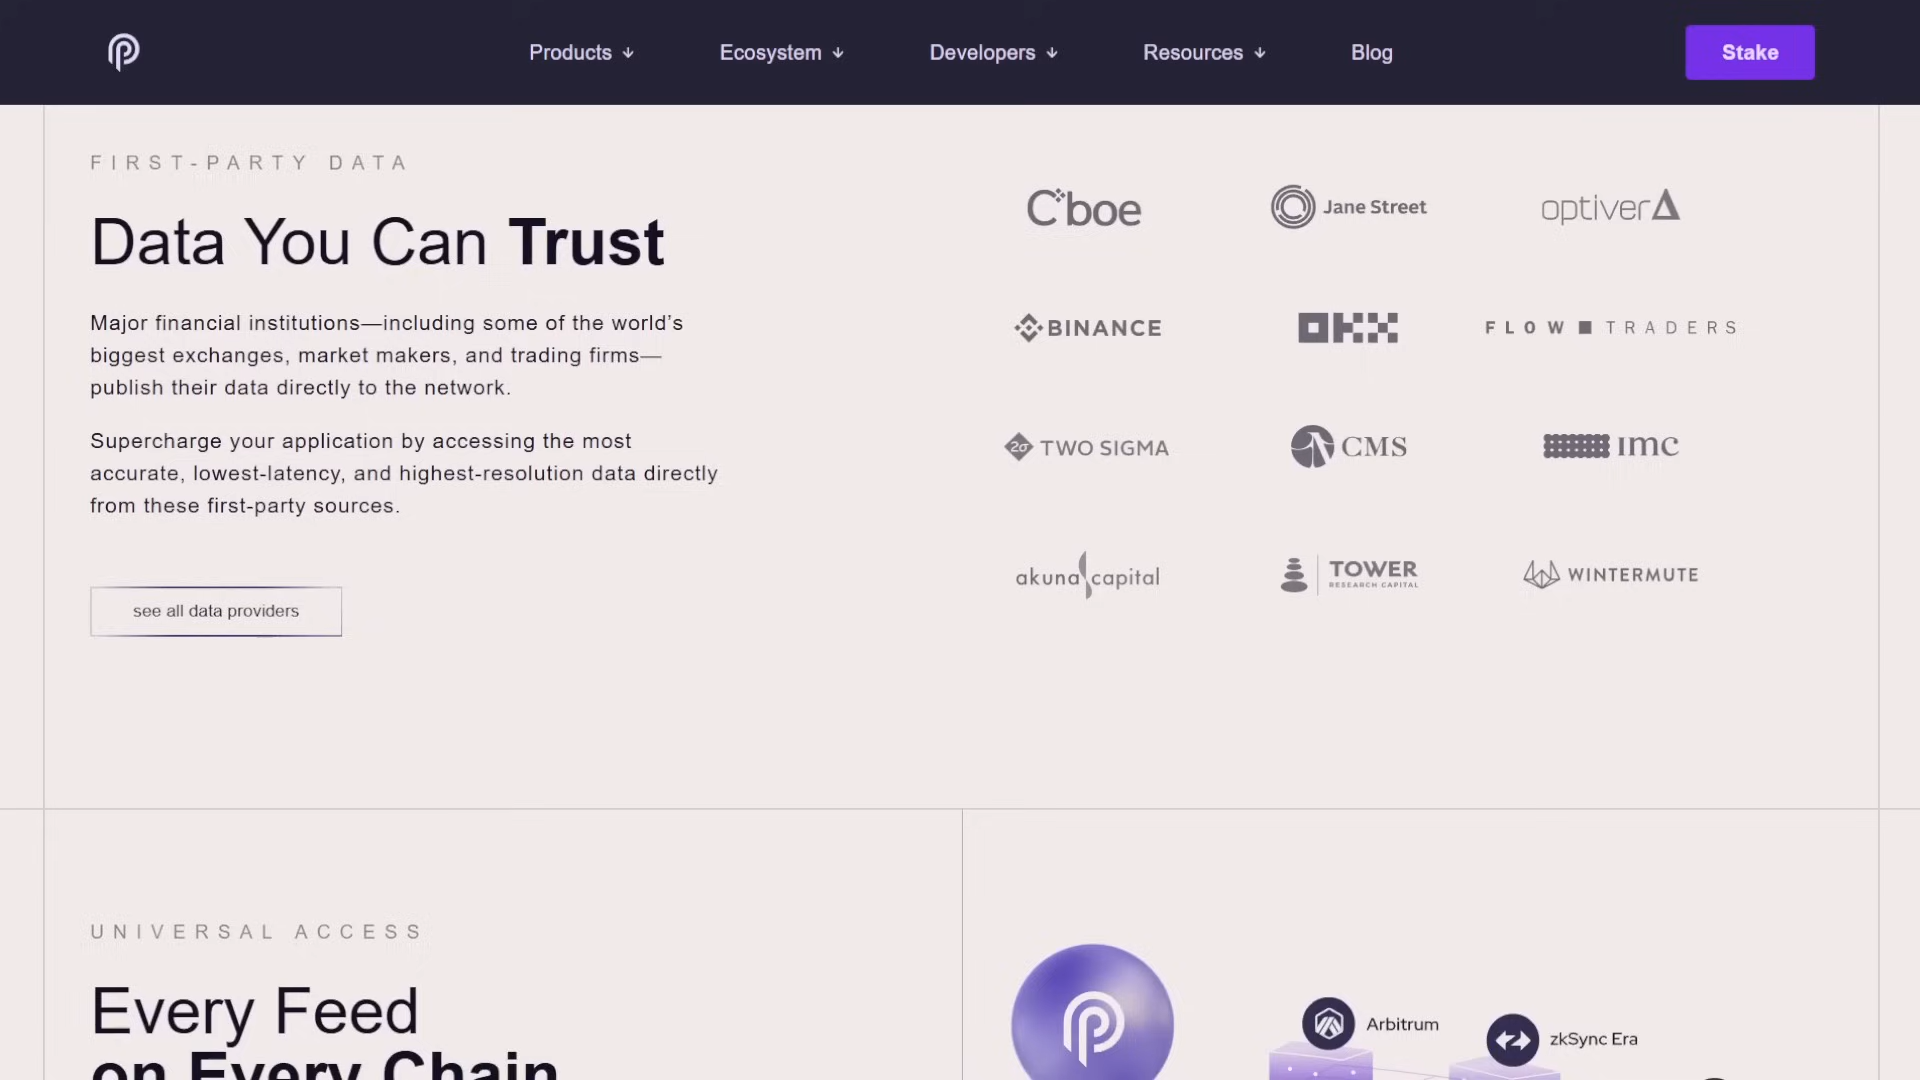 Products
Ecosystem
Developers
Resources
Blog
Stake
FIRST-PARTY DATA
Data You Can Trust
Major financial institutions—including some of the world’s
biggest exchanges, market makers, and trading firms—
publish their data directly to the network.
Supercharge your application by accessing the most
accurate, lowest-latency, and highest-resolution data directly
from these first-party sources.
see all data providers
Cboe
Jane Street
optiver
BINANCE
OKX
FLOW TRADERS
2σ TWO SIGMA
CMS
imc
akuna capital
TOWER
RESEARCH CAPITAL
WINTERMUTE
UNIVERSAL ACCESS
Every Feed
on Every Chain
Arbitrum
zkSync Era